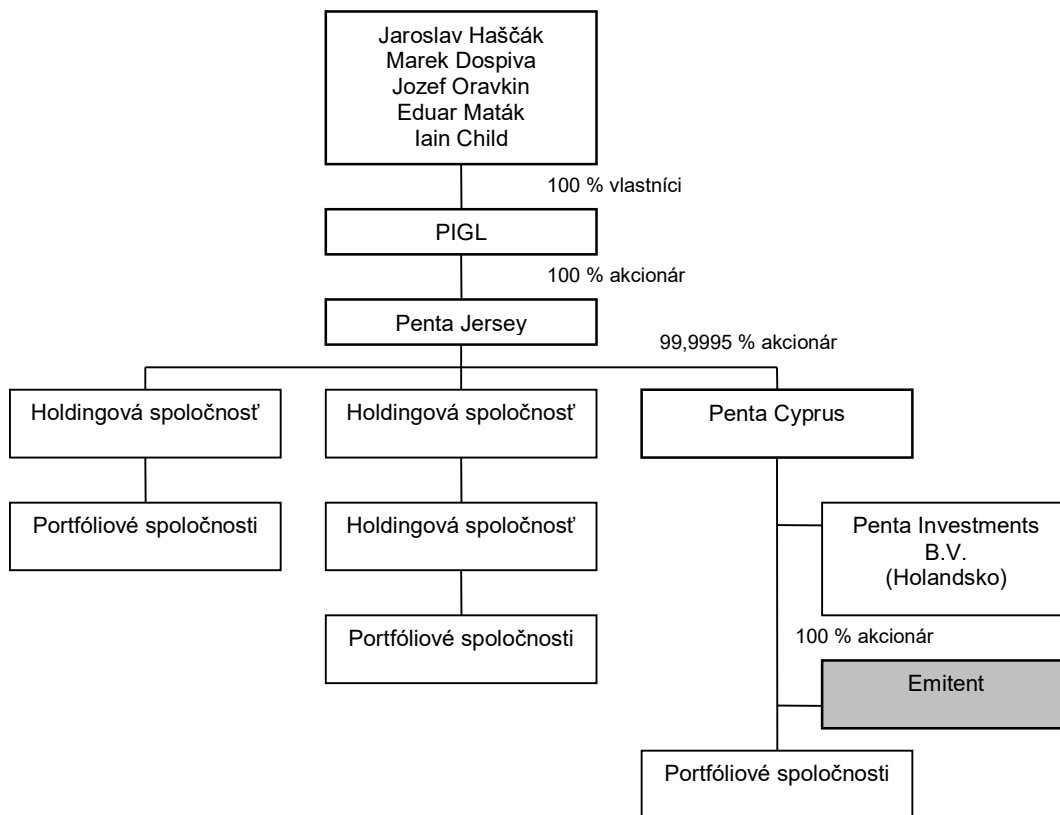 Jaroslav Haščák
Marek Dospiva
Jozef Oravkin
Eduar Maták
Iain Child
100 % vlastníci
PIGL
100 % akcionár
Penta Jersey
99,9995 % akcionár
Holdingová spoločnosť
Holdingová spoločnosť
Penta Cyprus
Portfóliové spoločnosti
Holdingová spoločnosť
Penta Investments
B.V.
(Holandsko)
Portfóliové spoločnosti
100 % akcionár
Emitent
Portfóliové spoločnosti